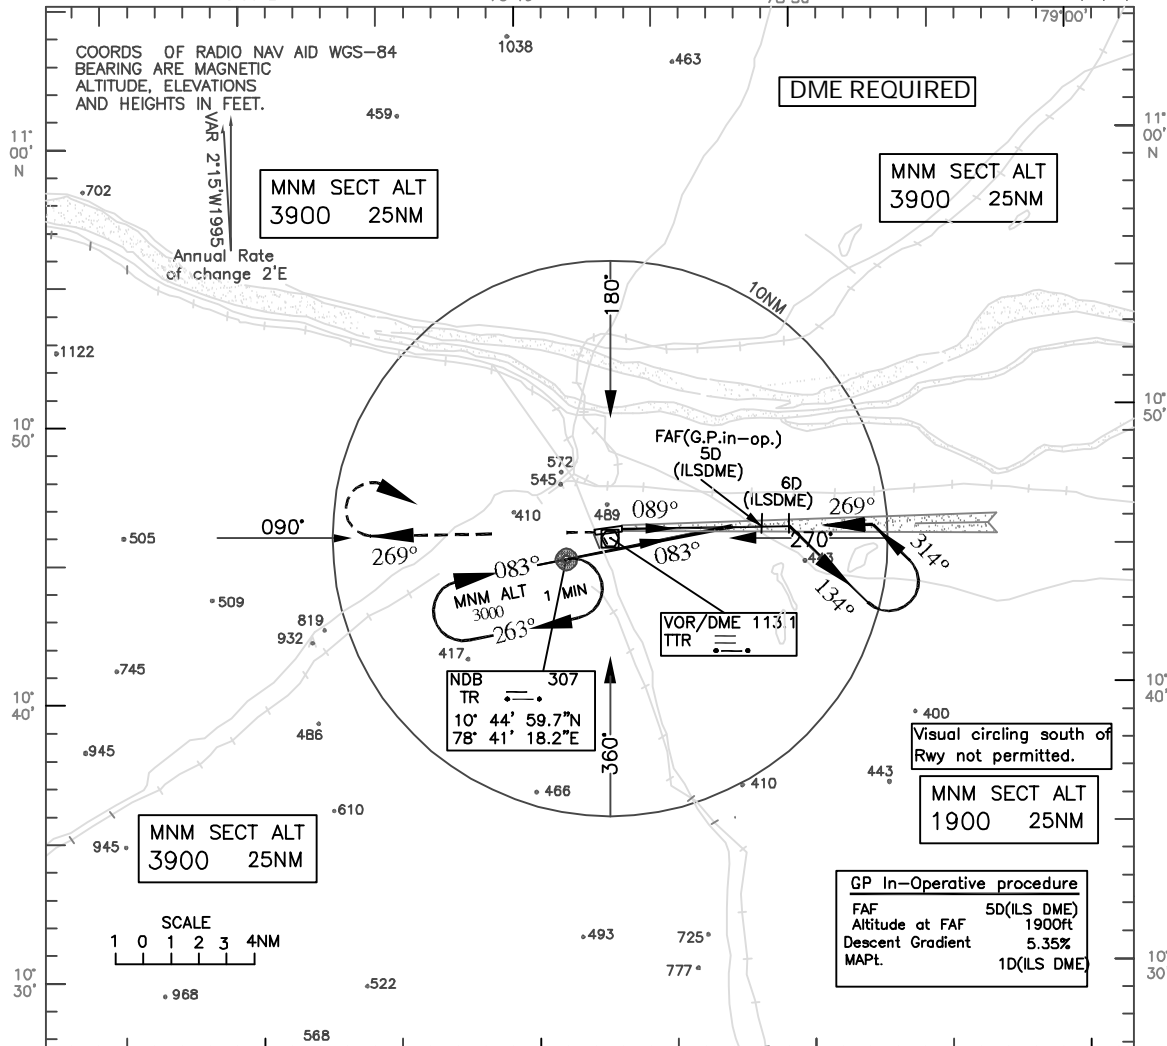 79°00'
COORDS OF RADIO NAV AID WGS-84
BEARING ARE MAGNETIC
ALTITUDE, ELEVATIONS
AND HEIGHTS IN FEET.
1038
463
DME REQUIRED
459
11°
00'
N
11°
00'
N
VAR 2°15'W1995
702
MNM SECT ALT
3900 25NM
MNM SECT ALT
3900 25NM
Annual Rate
of change 2'E
180°
10NM
1122
10°
50'
10°
50'
FAF(G.P.in-op.)
5D
(ILSDME)
572
545
6D
(ILSDME)
410
489
089°
269°
090°
505
269°
083°
270°
314°
083°
134°
MNM ALT 1 MIN
3000
263°
509
819
932
VOR/DME 113.1
TTR
417
745
NDB 307
TR
10° 44' 59.7"N
78° 41' 18.2"E
10°
40'
10°
40'
486
400
Visual circling south of
Rwy not permitted.
945
360°
443
410
466
MNM SECT ALT
1900 25NM
610
MNM SECT ALT
3900 25NM
945
GP In-Operative procedure
FAF 5D(ILS DME)
Altitude at FAF 1900ft
Descent Gradient 5.35%
MAPt. 1D(ILS DME)
SCALE
1 0 1 2 3 4NM
493
725
777
10°
30'
10°
30'
522
968
568